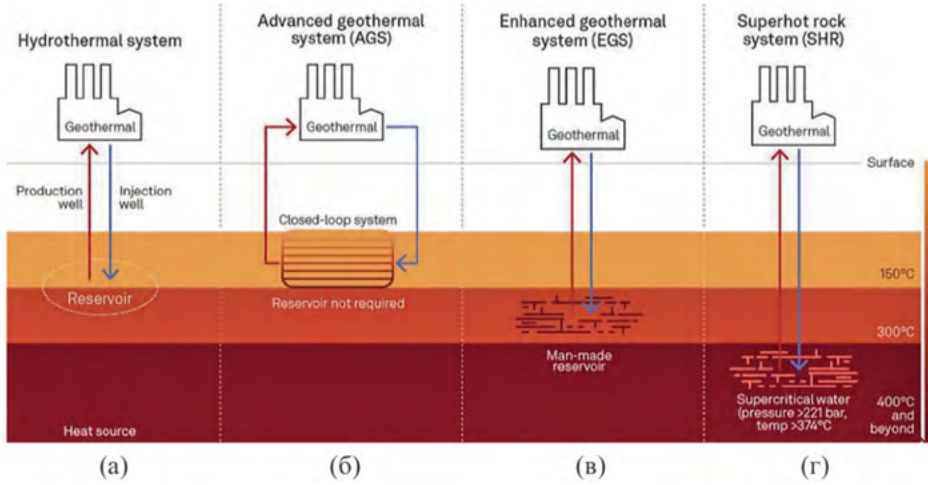 Hydrothermal system
Geothermal
Production
well
Injection
well
Reservoir
Heat source
(а)
Advanced geothermal
system (AGS)
Geothermal
Closed-loop system
Reservoir not required
(б)
Enhanced geothermal
system (EGS)
Geothermal
Man-made
reservoir
(в)
Superhot rock
system (SHR)
Geothermal
Surface
150°C
300°C
Supercritical water
(pressure >221 bar,
temp >374°C
400°C
and
beyond
(г)